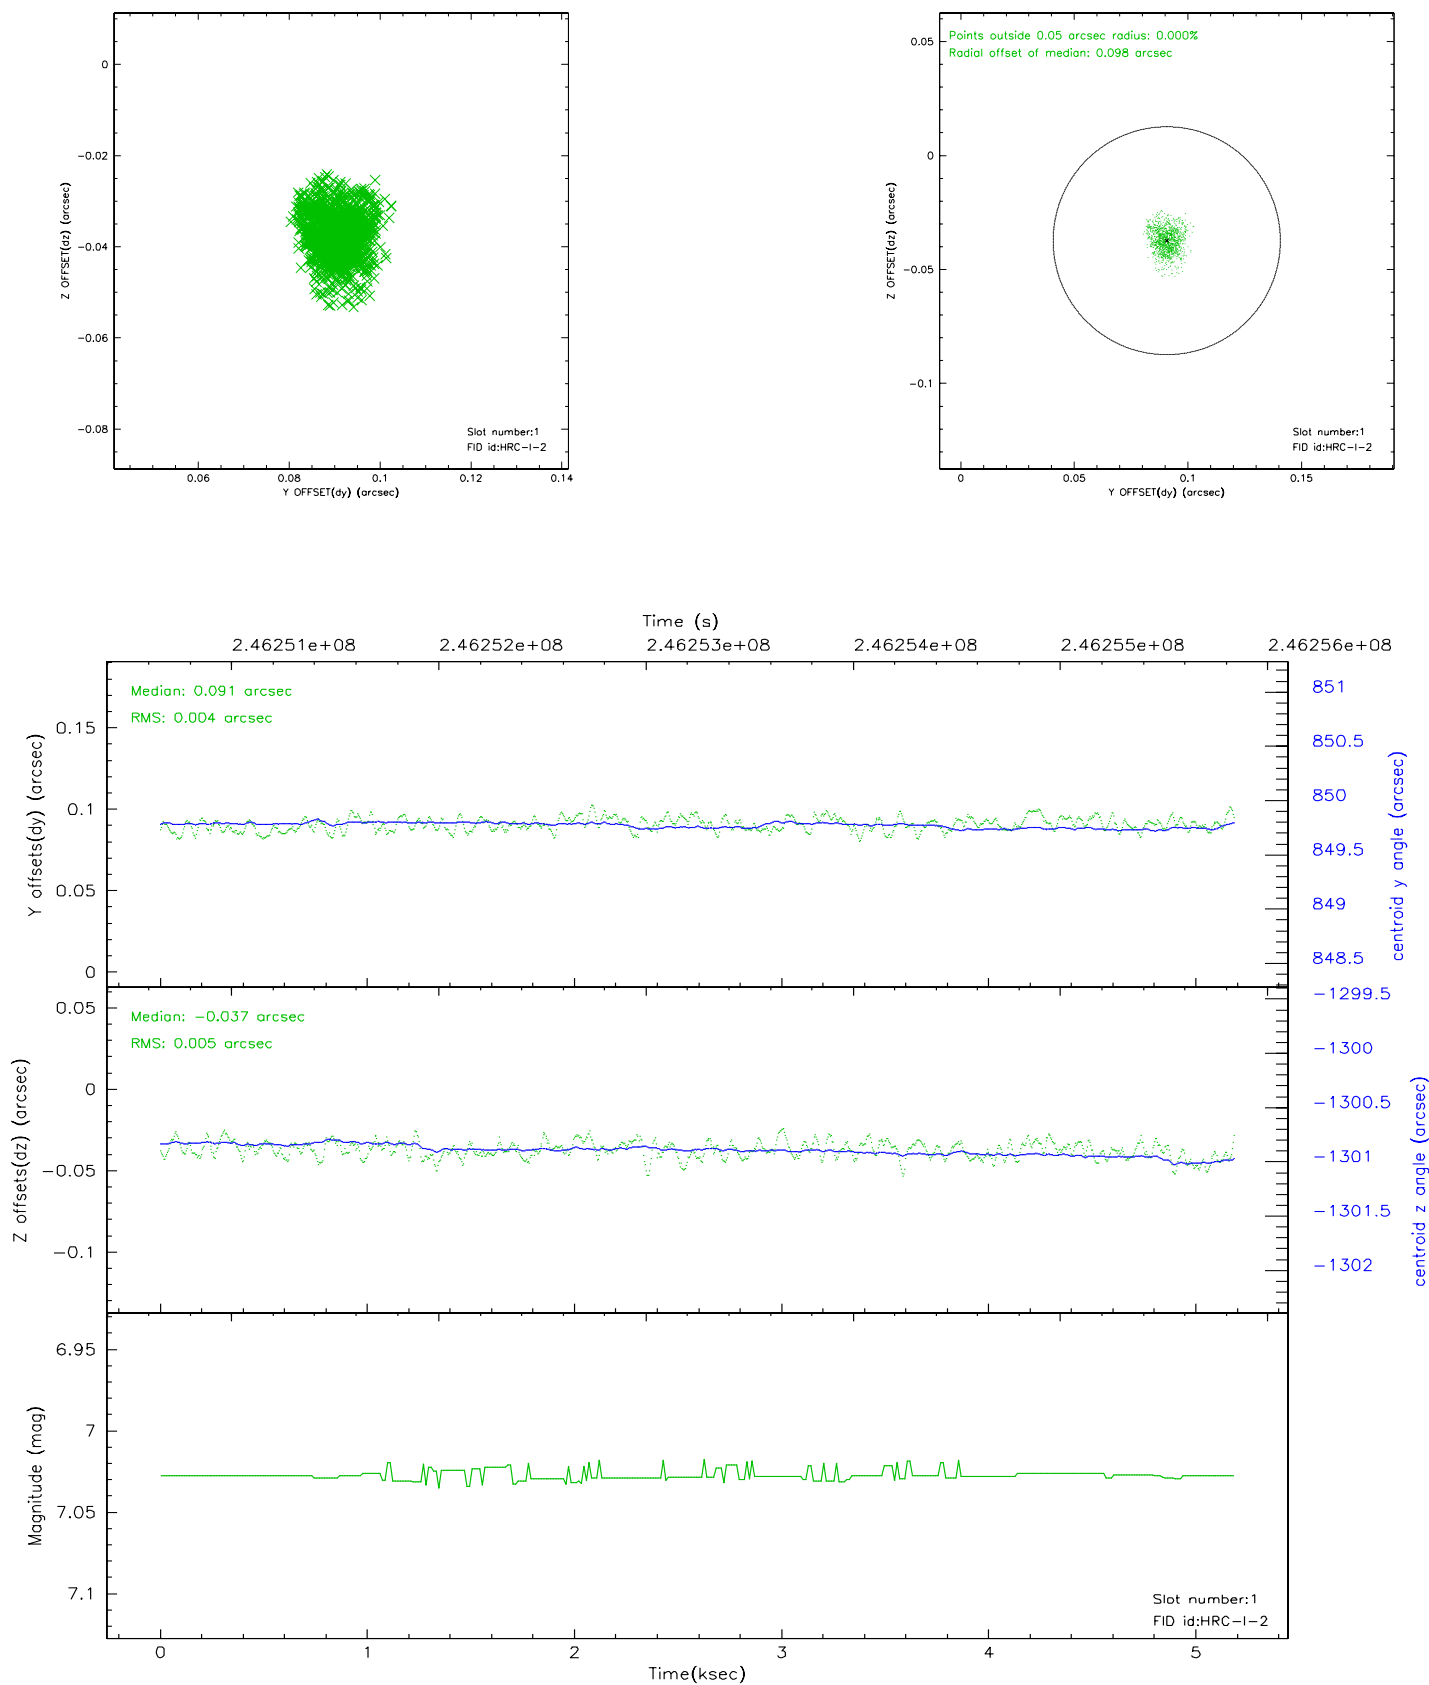 0
-0.02
-0.04
-0.06
-0.08
Z OFFSET(dz) (arcsec)
0.06 0.08 0.1 0.12 0.14
Y OFFSET(dy) (arcsec)
Slot number:1
FID id:HRC-I-2
Points outside 0.05 arcsec radius: 0.000%
Radial offset of median: 0.098 arcsec
0.05
0
-0.05
-0.1
Z OFFSET(dz) (arcsec)
0 0.05 0.1 0.15
Y OFFSET(dy) (arcsec)
Slot number:1
FID id:HRC-I-2
Time (s)
2.46251e+08 2.46252e+08 2.46253e+08 2.46254e+08 2.46255e+08 2.46256e+08
Median: 0.091 arcsec
RMS: 0.004 arcsec
0.15
0.1
0.05
0
Y offsets(dy) (arcsec)
851
850.5
850
849.5
849
848.5
centroid y angle (arcsec)
Median: -0.037 arcsec
RMS: 0.005 arcsec
0.05
0
-0.05
-0.1
Z offsets(dz) (arcsec)
-1299.5
-1300
-1300.5
-1301
-1301.5
-1302
centroid z angle (arcsec)
6.95
7
7.05
7.1
Magnitude (mag)
Slot number:1
FID id:HRC-I-2
0 1 2 3 4 5
Time(ksec)